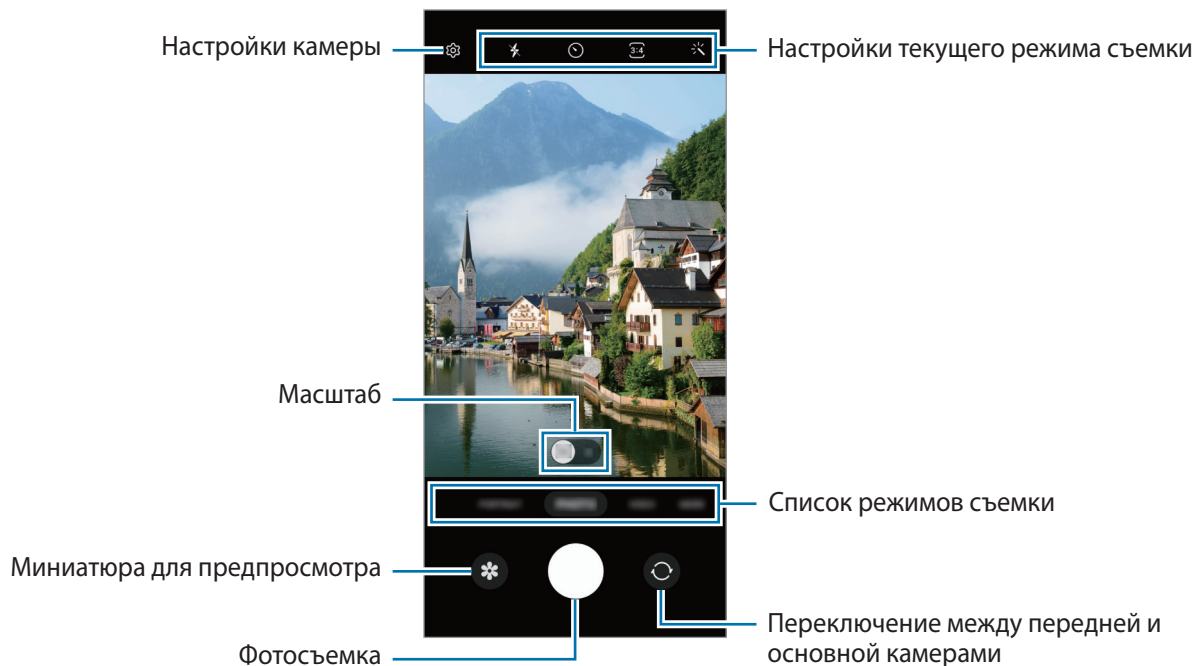 Настройки камеры
3:4
Настройки текущего режима съемки
Масштаб
Список режимов съемки
Миниатюра для предпросмотра
Фотосъемка
Переключение между передней и
основной камерами